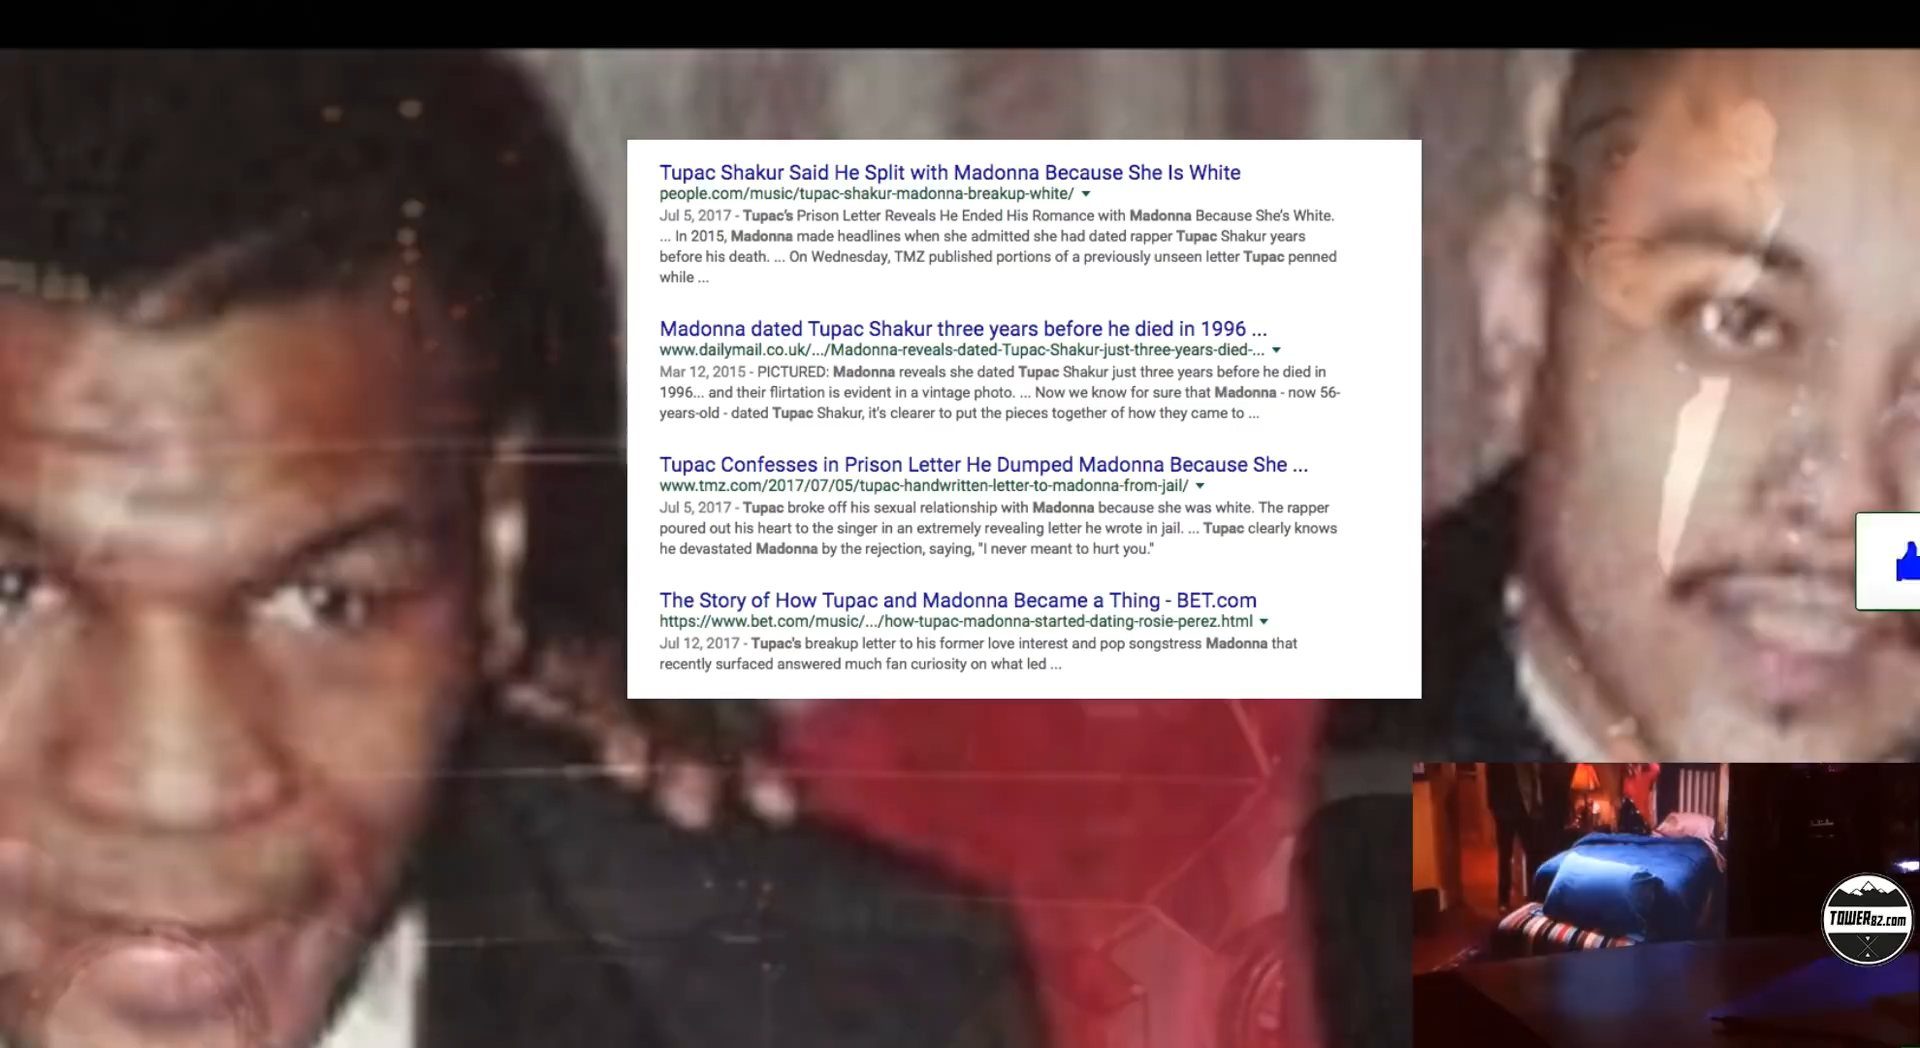 Tupac Shakur Said He Split with Madonna Because She Is White
people.com/music/tupac-shakur-madonna-breakup-white/
Jul 5, 2017 - Tupac's Prison Letter Reveals He Ended His Romance with Madonna Because She's White.
... In 2015, Madonna made headlines when she admitted she had dated rapper Tupac Shakur years
before his death. ... On Wednesday, TMZ published portions of a previously unseen letter Tupac penned
while ...
Madonna dated Tupac Shakur three years before he died in 1996 ...
www.dailymail.co.uk/.../Madonna-reveals-dated-Tupac-Shakur-just-three-years-died-...
Mar 12, 2015 - PICTURED: Madonna reveals she dated Tupac Shakur just three years before he died in
1996... and their flirtation is evident in a vintage photo. ... Now we know for sure that Madonna - now 56-
years-old - dated Tupac Shakur, it's clearer to put the pieces together of how they came to ...
Tupac Confesses in Prison Letter He Dumped Madonna Because She ...
www.tmz.com/2017/07/05/tupac-handwritten-letter-to-madonna-from-jail/
Jul 5, 2017 - Tupac broke off his sexual relationship with Madonna because she was white. The rapper
poured out his heart to the singer in an extremely revealing letter he wrote in jail. ... Tupac clearly knows
he devastated Madonna by the rejection, saying, "I never meant to hurt you."
The Story of How Tupac and Madonna Became a Thing - BET.com
https://www.bet.com/music/.../how-tupac-madonna-started-dating-rosie-perez.html
Jul 12, 2017 - Tupac's breakup letter to his former love interest and pop songstress Madonna that
recently surfaced answered much fan curiosity on what led ...
TOWER82.com